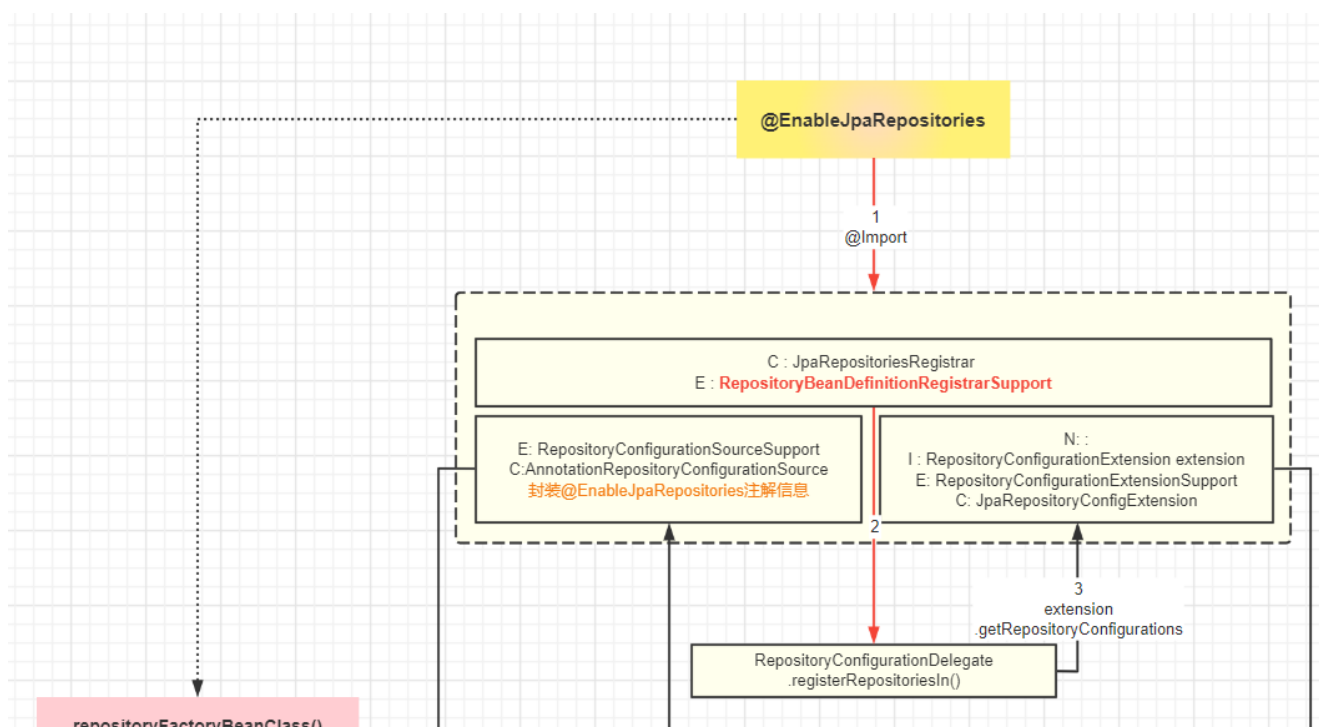 @EnableJpaRepositories
1
@Import
C : JpaRepositoriesRegistrar
E : RepositoryBeanDefinitionRegistrarSupport
E: RepositoryConfigurationSourceSupport
C:AnnotationRepositoryConfigurationSource
封装@EnableJpaRepositories注解信息
N: :
I : RepositoryConfigurationExtension extension
E: RepositoryConfigurationExtensionSupport
C: JpaRepositoryConfigExtension
2
3
extension
.getRepositoryConfigurations
RepositoryConfigurationDelegate
.registerRepositoriesIn()
repositoryFactoryBeanClass()